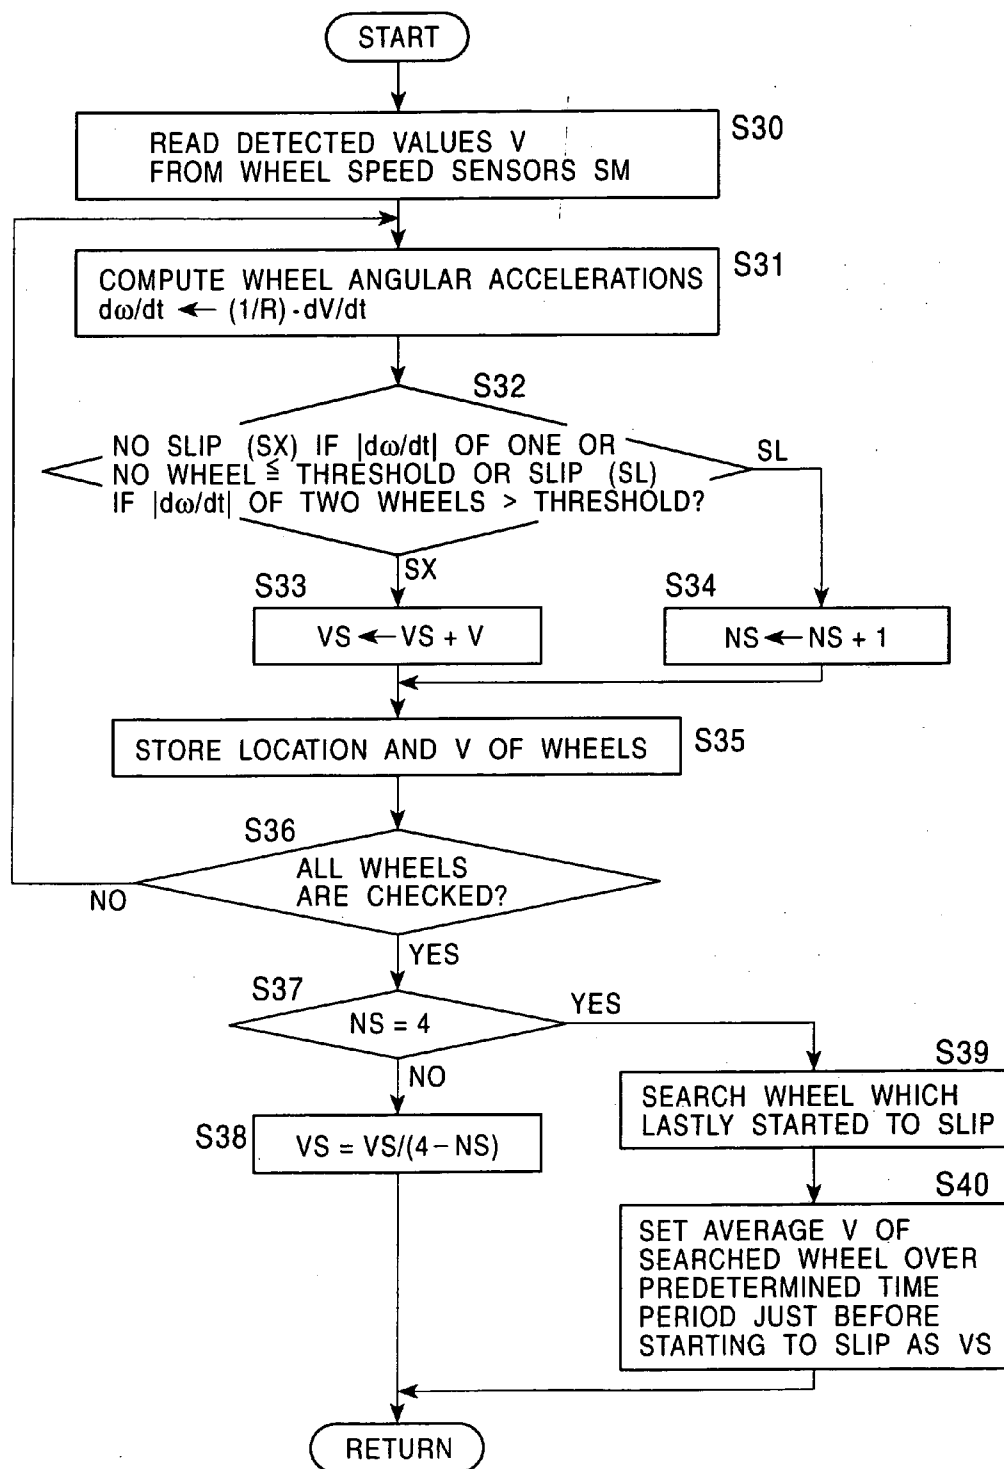 START
S30
READ DETECTED VALUES V
FROM WHEEL SPEED SENSORS SM
S31
COMPUTE WHEEL ANGULAR ACCELERATIONS
dω/dt ← (1/R)·dV/dt
S32
NO SLIP (SX) IF |dω/dt| OF ONE OR
NO WHEEL ≦ THRESHOLD OR SLIP (SL)
IF |dω/dt| OF TWO WHEELS > THRESHOLD?
SL
SX
S33
VS ← VS + V
S34
NS ← NS + 1
STORE LOCATION AND V OF WHEELS
S35
S36
ALL WHEELS
ARE CHECKED?
NO
YES
S37
NS = 4
YES
NO
S38
VS = VS/(4 – NS)
S39
SEARCH WHEEL WHICH
LASTLY STARTED TO SLIP
S40
SET AVERAGE V OF
SEARCHED WHEEL OVER
PREDETERMINED TIME
PERIOD JUST BEFORE
STARTING TO SLIP AS VS
RETURN